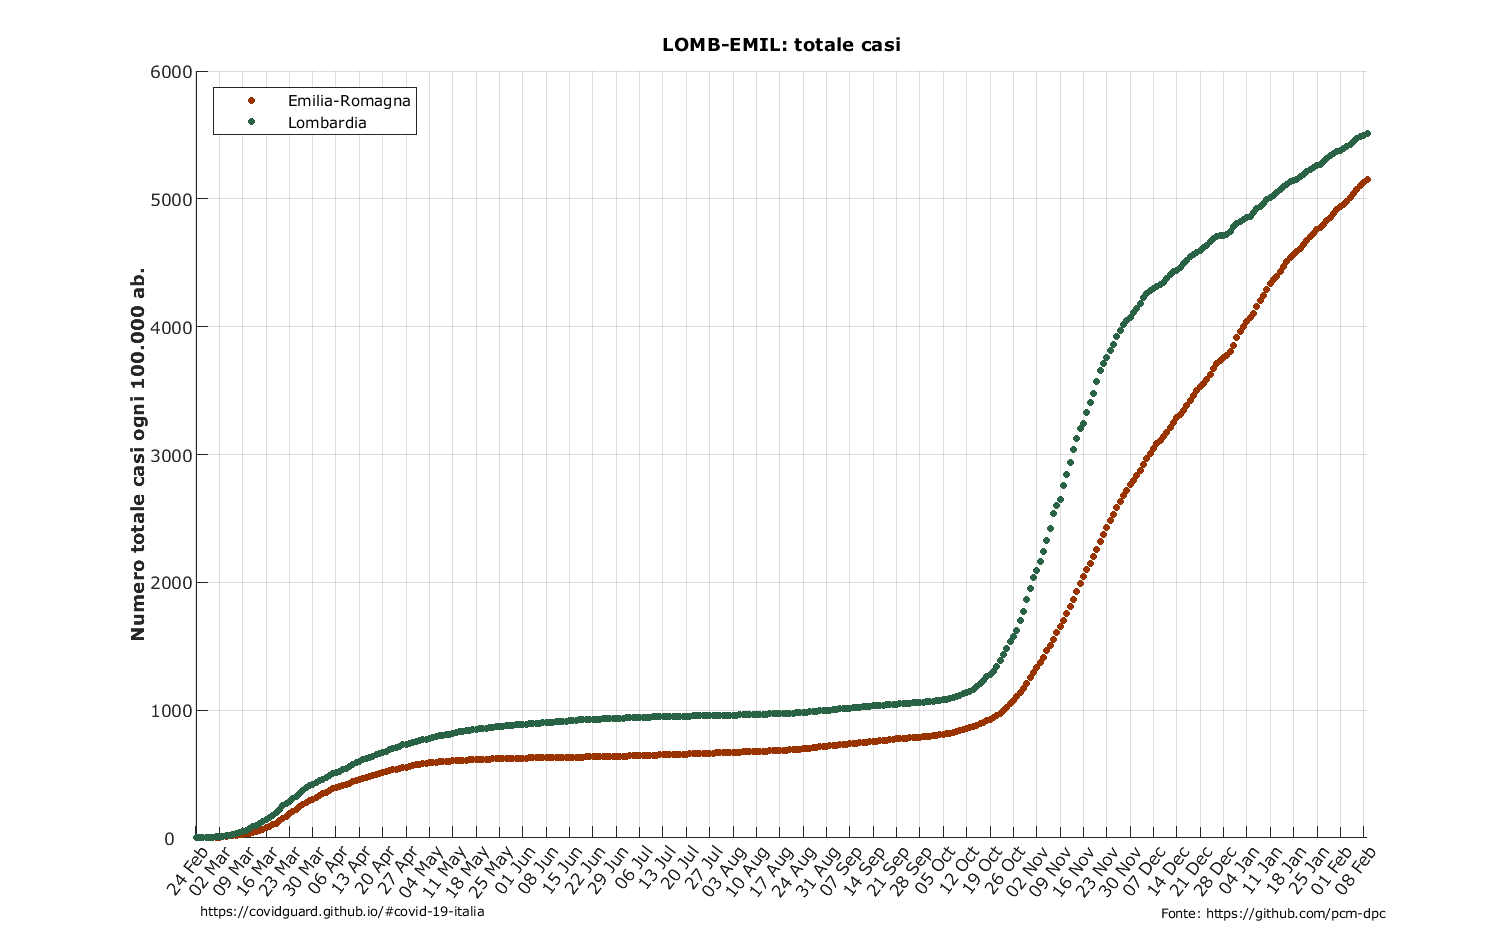 LOMB-EMIL: totale casi
Emilia-Romagna
Lombardia
Numero totale casi ogni 100.000 ab.
6000
5000
4000
3000
2000
1000
0
24 Feb
02 Mar
09 Mar
16 Mar
23 Mar
30 Mar
06 Apr
13 Apr
20 Apr
27 Apr
04 May
11 May
18 May
25 May
01 Jun
08 Jun
15 Jun
22 Jun
29 Jun
06 Jul
13 Jul
20 Jul
27 Jul
03 Aug
10 Aug
17 Aug
24 Aug
31 Aug
07 Sep
14 Sep
21 Sep
28 Sep
05 Oct
12 Oct
19 Oct
26 Oct
02 Nov
09 Nov
16 Nov
23 Nov
30 Nov
07 Dec
14 Dec
21 Dec
28 Dec
04 Jan
11 Jan
18 Jan
25 Jan
01 Feb
08 Feb
https://covidguard.github.io/#covid-19-italia
Fonte: https://github.com/pcm-dpc